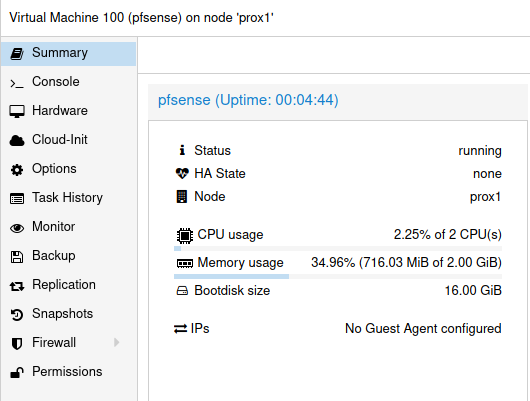 Virtual Machine 100 (pfsense) on node 'prox1'
Summary
Console
Hardware
Cloud-Init
Options
Task History
Monitor
Backup
Replication
Snapshots
Firewall
Permissions
pfsense (Uptime: 00:04:44)
Status running
HA State none
Node prox1
CPU usage 2.25% of 2 CPU(s)
Memory usage 34.96% (716.03 MiB of 2.00 GiB)
Bootdisk size 16.00 GiB
IPs No Guest Agent configured